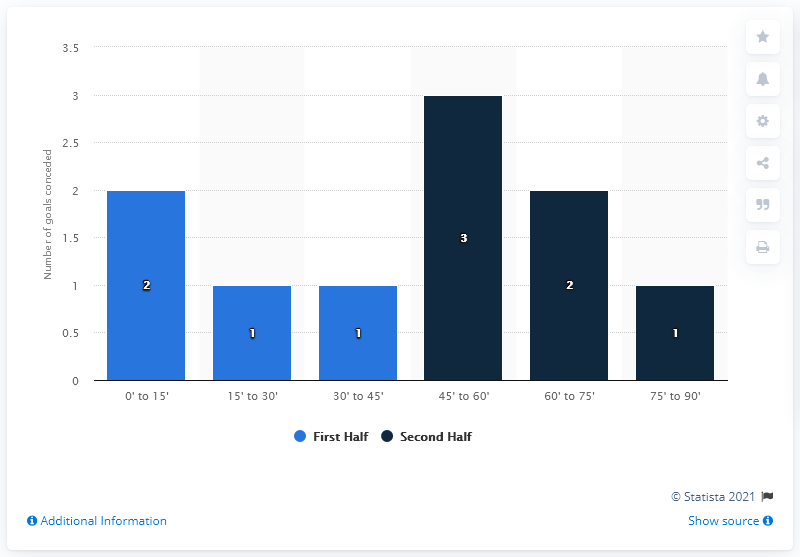 Number of goals conceded
3.5
3
2.5
2
1.5
1
0.5
0
2
1
1
3
2
1
0' to 15'
15' to 30'
30' to 45'
45' to 60'
60' to 75'
75' to 90'
First Half
Second Half
© Statista 2021
Additional Information
Show source